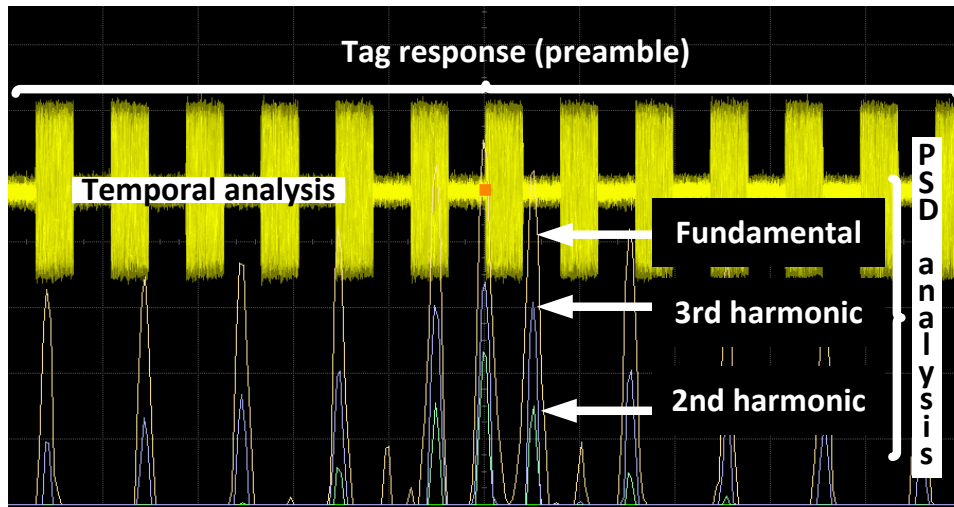 Tag response (preamble)
Temporal analysis
Fundamental
3rd harmonic
2nd harmonic
PSD analysis